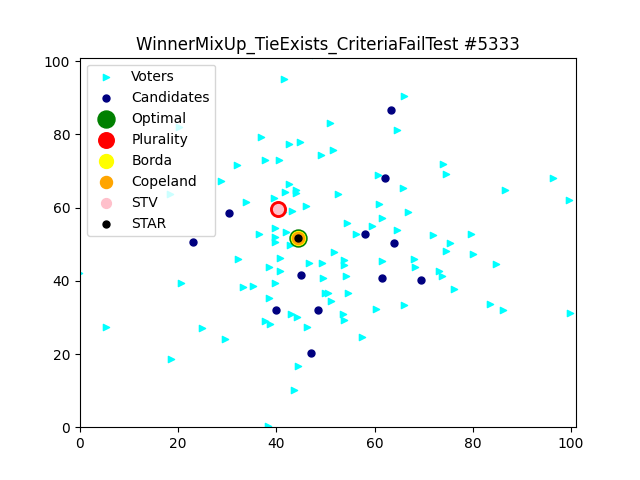 WinnerMixUp_TieExists_CriteriaFailTest #5333
100
80
60
40
20
0
Voters
Candidates
Optimal
Plurality
Borda
Copeland
STV
STAR
0 20 40 60 80 100